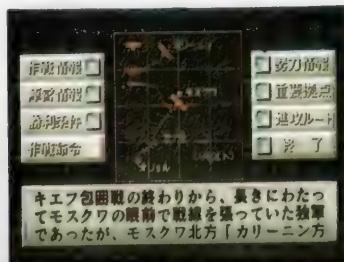 作戦情報
勢力情報
部隊情報
重要拠点
勝利条件
進攻ルート
作戦命令
終了
キエフ包囲戦の終わりから、長きにわたっ
てモスクワの眼前で戦線を張っていた独軍
であったが、モスクワ北方「カリーニン方